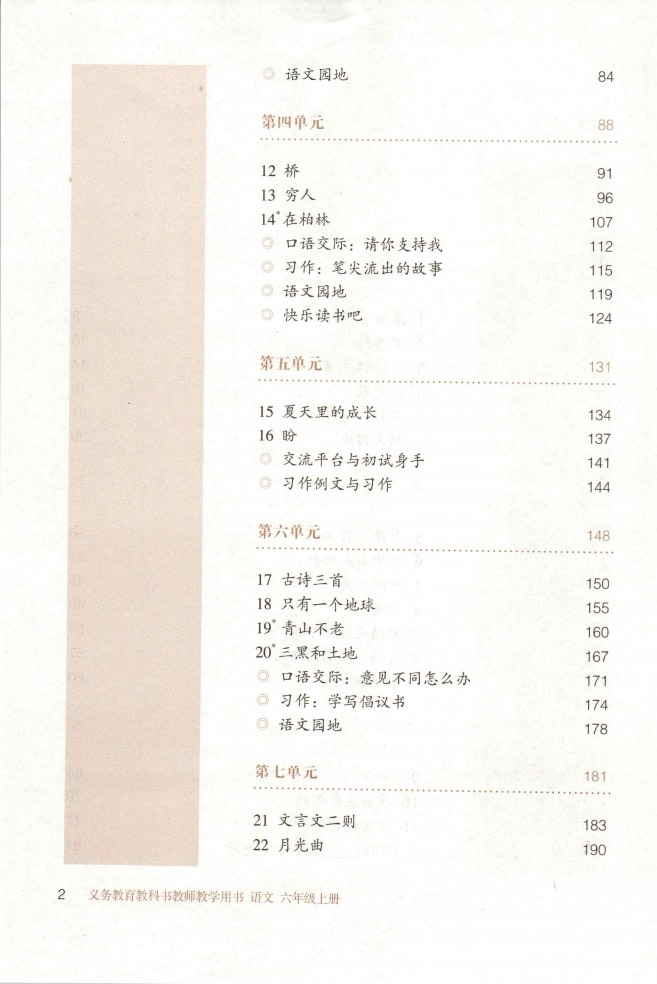 ◎ 语文园地 84
第四单元 88
12 桥 91
13 穷人 96
14*在柏林 107
◎ 口语交际：请你支持我 112
◎ 习作：笔尖流出的故事 115
◎ 语文园地 119
◎ 快乐读书吧 124
第五单元 131
15 夏天里的成长 134
16 盼 137
◎ 交流平台与初试身手 141
◎ 习作例文与习作 144
第六单元 148
17 古诗三首 150
18 只有一个地球 155
19*青山不老 160
20*三黑和土地 167
◎ 口语交际：意见不同怎么办 171
◎ 习作：学写倡议书 174
◎ 语文园地 178
第七单元 181
21 文言文二则 183
22 月光曲 190
2 义务教育教科书教师教学用书 语文 六年级上册